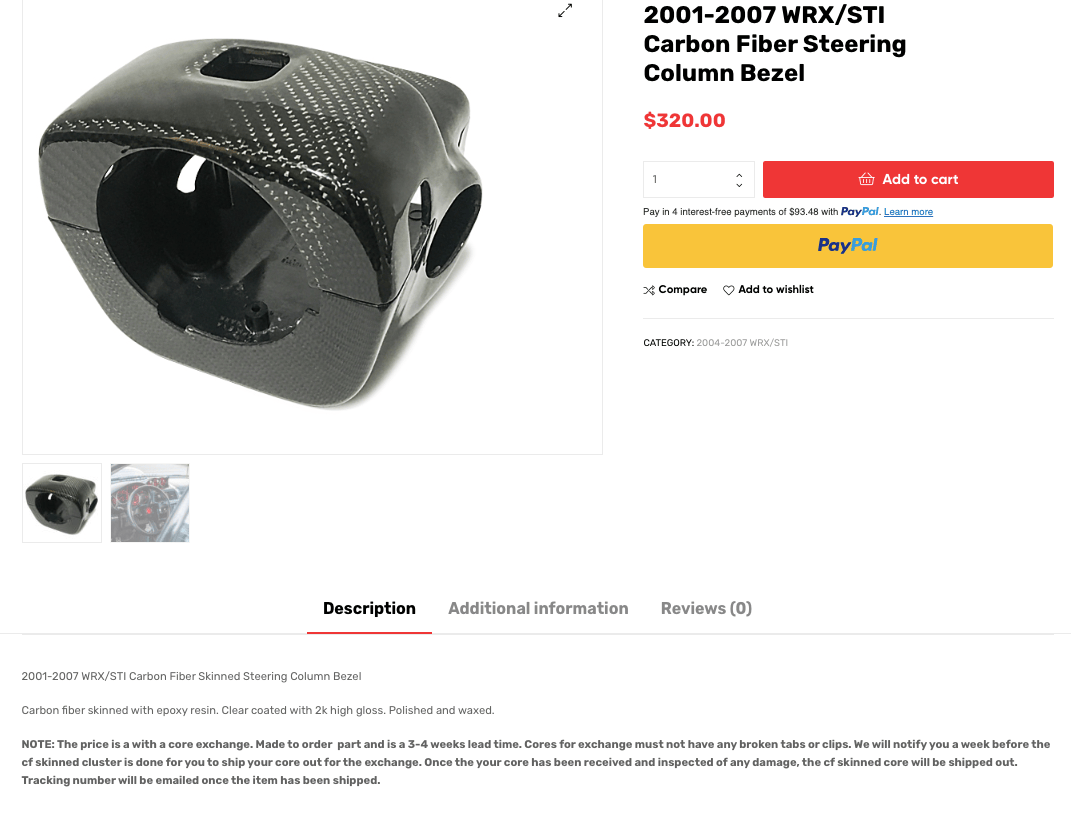 2001-2007 WRX/STI
Carbon Fiber Steering
Column Bezel
$320.00
1
Add to cart
Pay in 4 interest-free payments of $93.48 with PayPal. Learn more
PayPal
Compare
Add to wishlist
CATEGORY: 2004-2007 WRX/STI
Description
Additional information
Reviews (0)
2001-2007 WRX/STI Carbon Fiber Skinned Steering Column Bezel
Carbon fiber skinned with epoxy resin. Clear coated with 2k high gloss. Polished and waxed.
NOTE: The price is a with a core exchange. Made to order  part and is a 3-4 weeks lead time. Cores for exchange must not have any broken tabs or clips. We will notify you a week before the
cf skinned cluster is done for you to ship your core out for the exchange. Once the your core has been received and inspected of any damage, the cf skinned core will be shipped out.
Tracking number will be emailed once the item has been shipped.